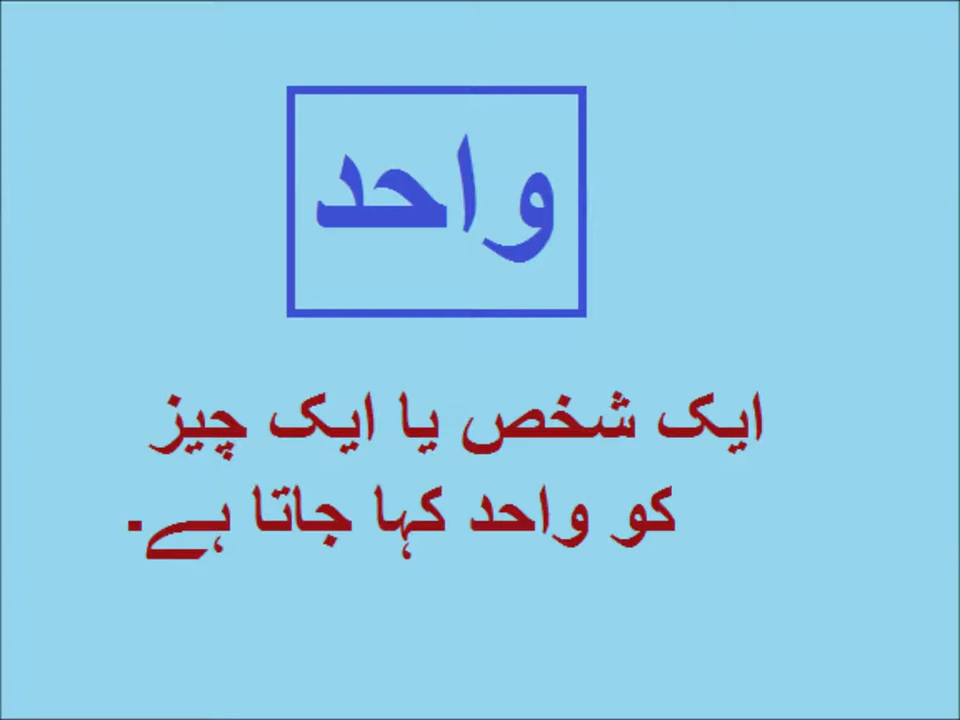 واحد
ایک شخص یا ایک چیز
کو واحد کہا جاتا ہے۔